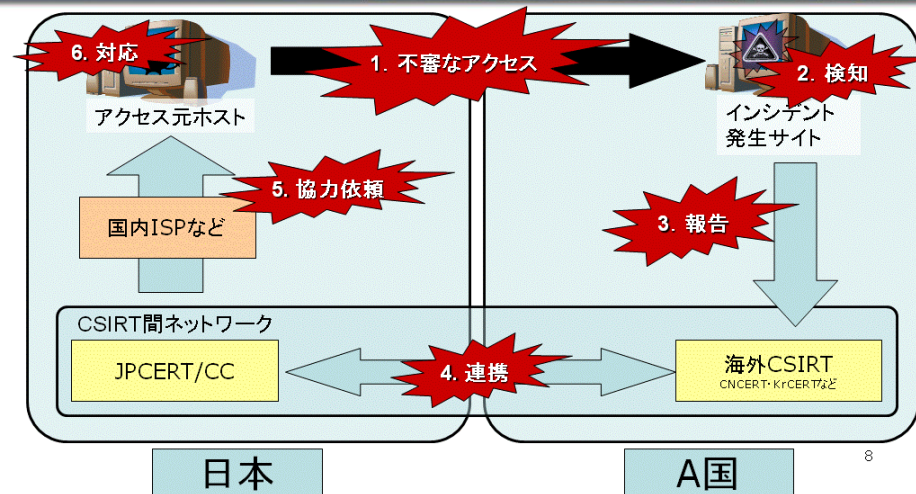 6. 対応
1. 不審なアクセス
2. 検知
アクセス元ホスト
インシデント
発生サイト
5. 協力依頼
国内ISPなど
3. 報告
CSIRT間ネットワーク
JPCERT/CC
4. 連携
海外CSIRT
CNCERT・KrCERTなど
日本
A国
8